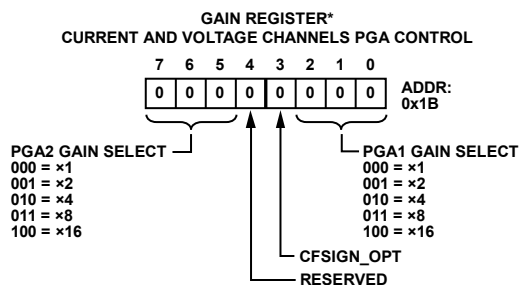 GAIN REGISTER*
CURRENT AND VOLTAGE CHANNELS PGA CONTROL
7 6 5 4 3 2 1 0
0 0 0 0 0 0 0 0
ADDR:
0x1B
PGA2 GAIN SELECT
000 = ×1
001 = ×2
010 = ×4
011 = ×8
100 = ×16
PGA1 GAIN SELECT
000 = ×1
001 = ×2
010 = ×4
011 = ×8
100 = ×16
CFSIGN_OPT
RESERVED